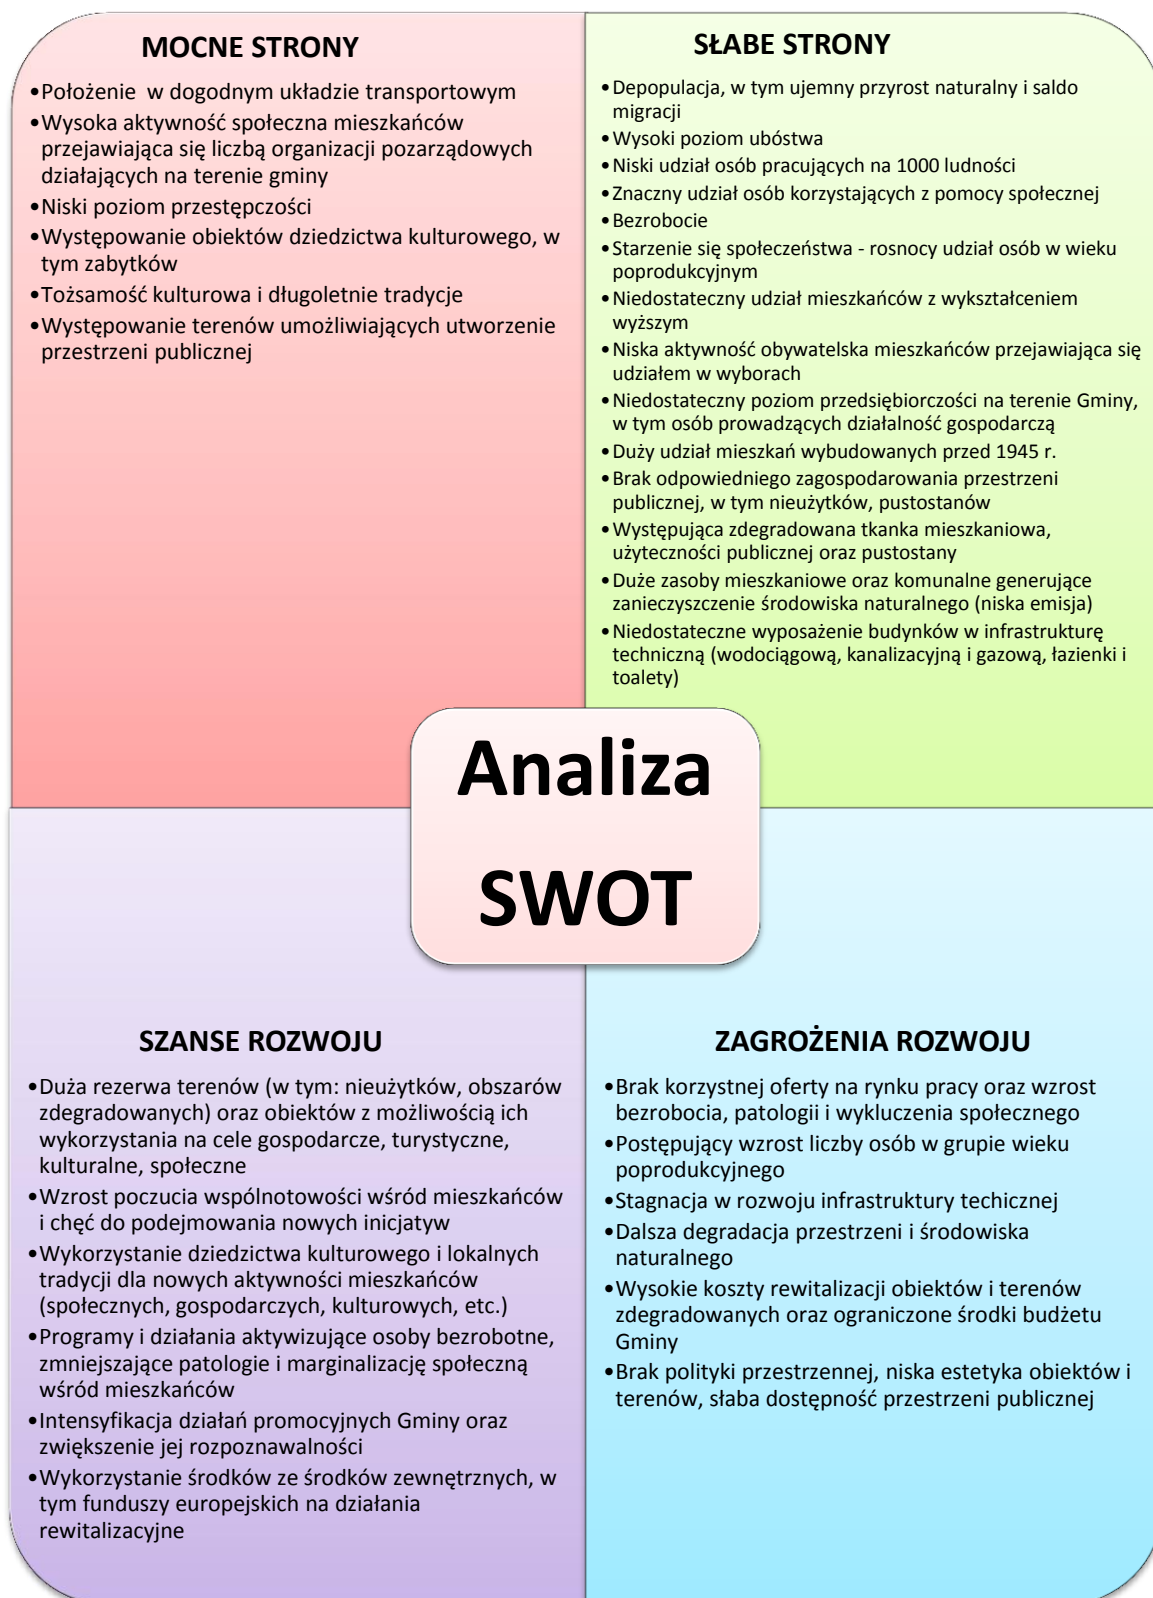 MOCNE STRONY
•Położenie w dogodnym układzie transportowym
•Wysoka aktywność społeczna mieszkańców
przejawiająca się liczbą organizacji pozarządowych
działających na terenie gminy
•Niski poziom przestępczości
•Występowanie obiektów dziedzictwa kulturowego, w
tym zabytków
•Tożsamość kulturowa i długoletnie tradycje
•Występowanie terenów umożliwiających utworzenie
przestrzeni publicznej
SŁABE STRONY
•Depopulacja, w tym ujemny przyrost naturalny i saldo
migracji
•Wysoki poziom ubóstwa
•Niski udział osób pracujących na 1000 ludności
•Znaczny udział osób korzystających z pomocy społecznej
•Bezrobocie
•Starzenie się społeczeństwa - rosnocy udział osób w wieku
poprodukcyjnym
•Niedostateczny udział mieszkańców z wykształceniem
wyższym
•Niska aktywność obywatelska mieszkańców przejawiająca się
udziałem w wyborach
•Niedostateczny poziom przedsiębiorczości na terenie Gminy,
w tym osób prowadzących działalność gospodarczą
•Duży udział mieszkań wybudowanych przed 1945 r.
•Brak odpowiedniego zagospodarowania przestrzeni
publicznej, w tym nieużytków, pustostanów
•Występująca zdegradowana tkanka mieszkaniowa,
użyteczności publicznej oraz pustostany
•Duże zasoby mieszkaniowe oraz komunalne generujące
zanieczyszczenie środowiska naturalnego (niska emisja)
•Niedostateczne wyposażenie budynków w infrastrukturę
techniczną (wodociągową, kanalizacyjną i gazową, łazienki i
toalety)
Analiza
SWOT
SZANSE ROZWOJU
•Duża rezerwa terenów (w tym: nieużytków, obszarów
zdegradowanych) oraz obiektów z możliwością ich
wykorzystania na cele gospodarcze, turystyczne,
kulturalne, społeczne
•Wzrost poczucia wspólnotowości wśród mieszkańców
i chęć do podejmowania nowych inicjatyw
•Wykorzystanie dziedzictwa kulturowego i lokalnych
tradycji dla nowych aktywności mieszkańców
(społecznych, gospodarczych, kulturowych, etc.)
•Programy i działania aktywizujące osoby bezrobotne,
zmniejszające patologie i marginalizację społeczną
wśród mieszkańców
•Intensyfikacja działań promocyjnych Gminy oraz
zwiększenie jej rozpoznawalności
•Wykorzystanie środków ze środków zewnętrznych, w
tym funduszy europejskich na działania
rewitalizacyjne
ZAGROŻENIA ROZWOJU
•Brak korzystnej oferty na rynku pracy oraz wzrost
bezrobocia, patologii i wykluczenia społecznego
•Postępujący wzrost liczby osób w grupie wieku
poprodukcyjnego
•Stagnacja w rozwoju infrastruktury techicznej
•Dalsza degradacja przestrzeni i środowiska
naturalnego
•Wysokie koszty rewitalizacji obiektów i terenów
zdegradowanych oraz ograniczone środki budżetu
Gminy
•Brak polityki przestrzennej, niska estetyka obiektów i
terenów, słaba dostępność przestrzeni publicznej